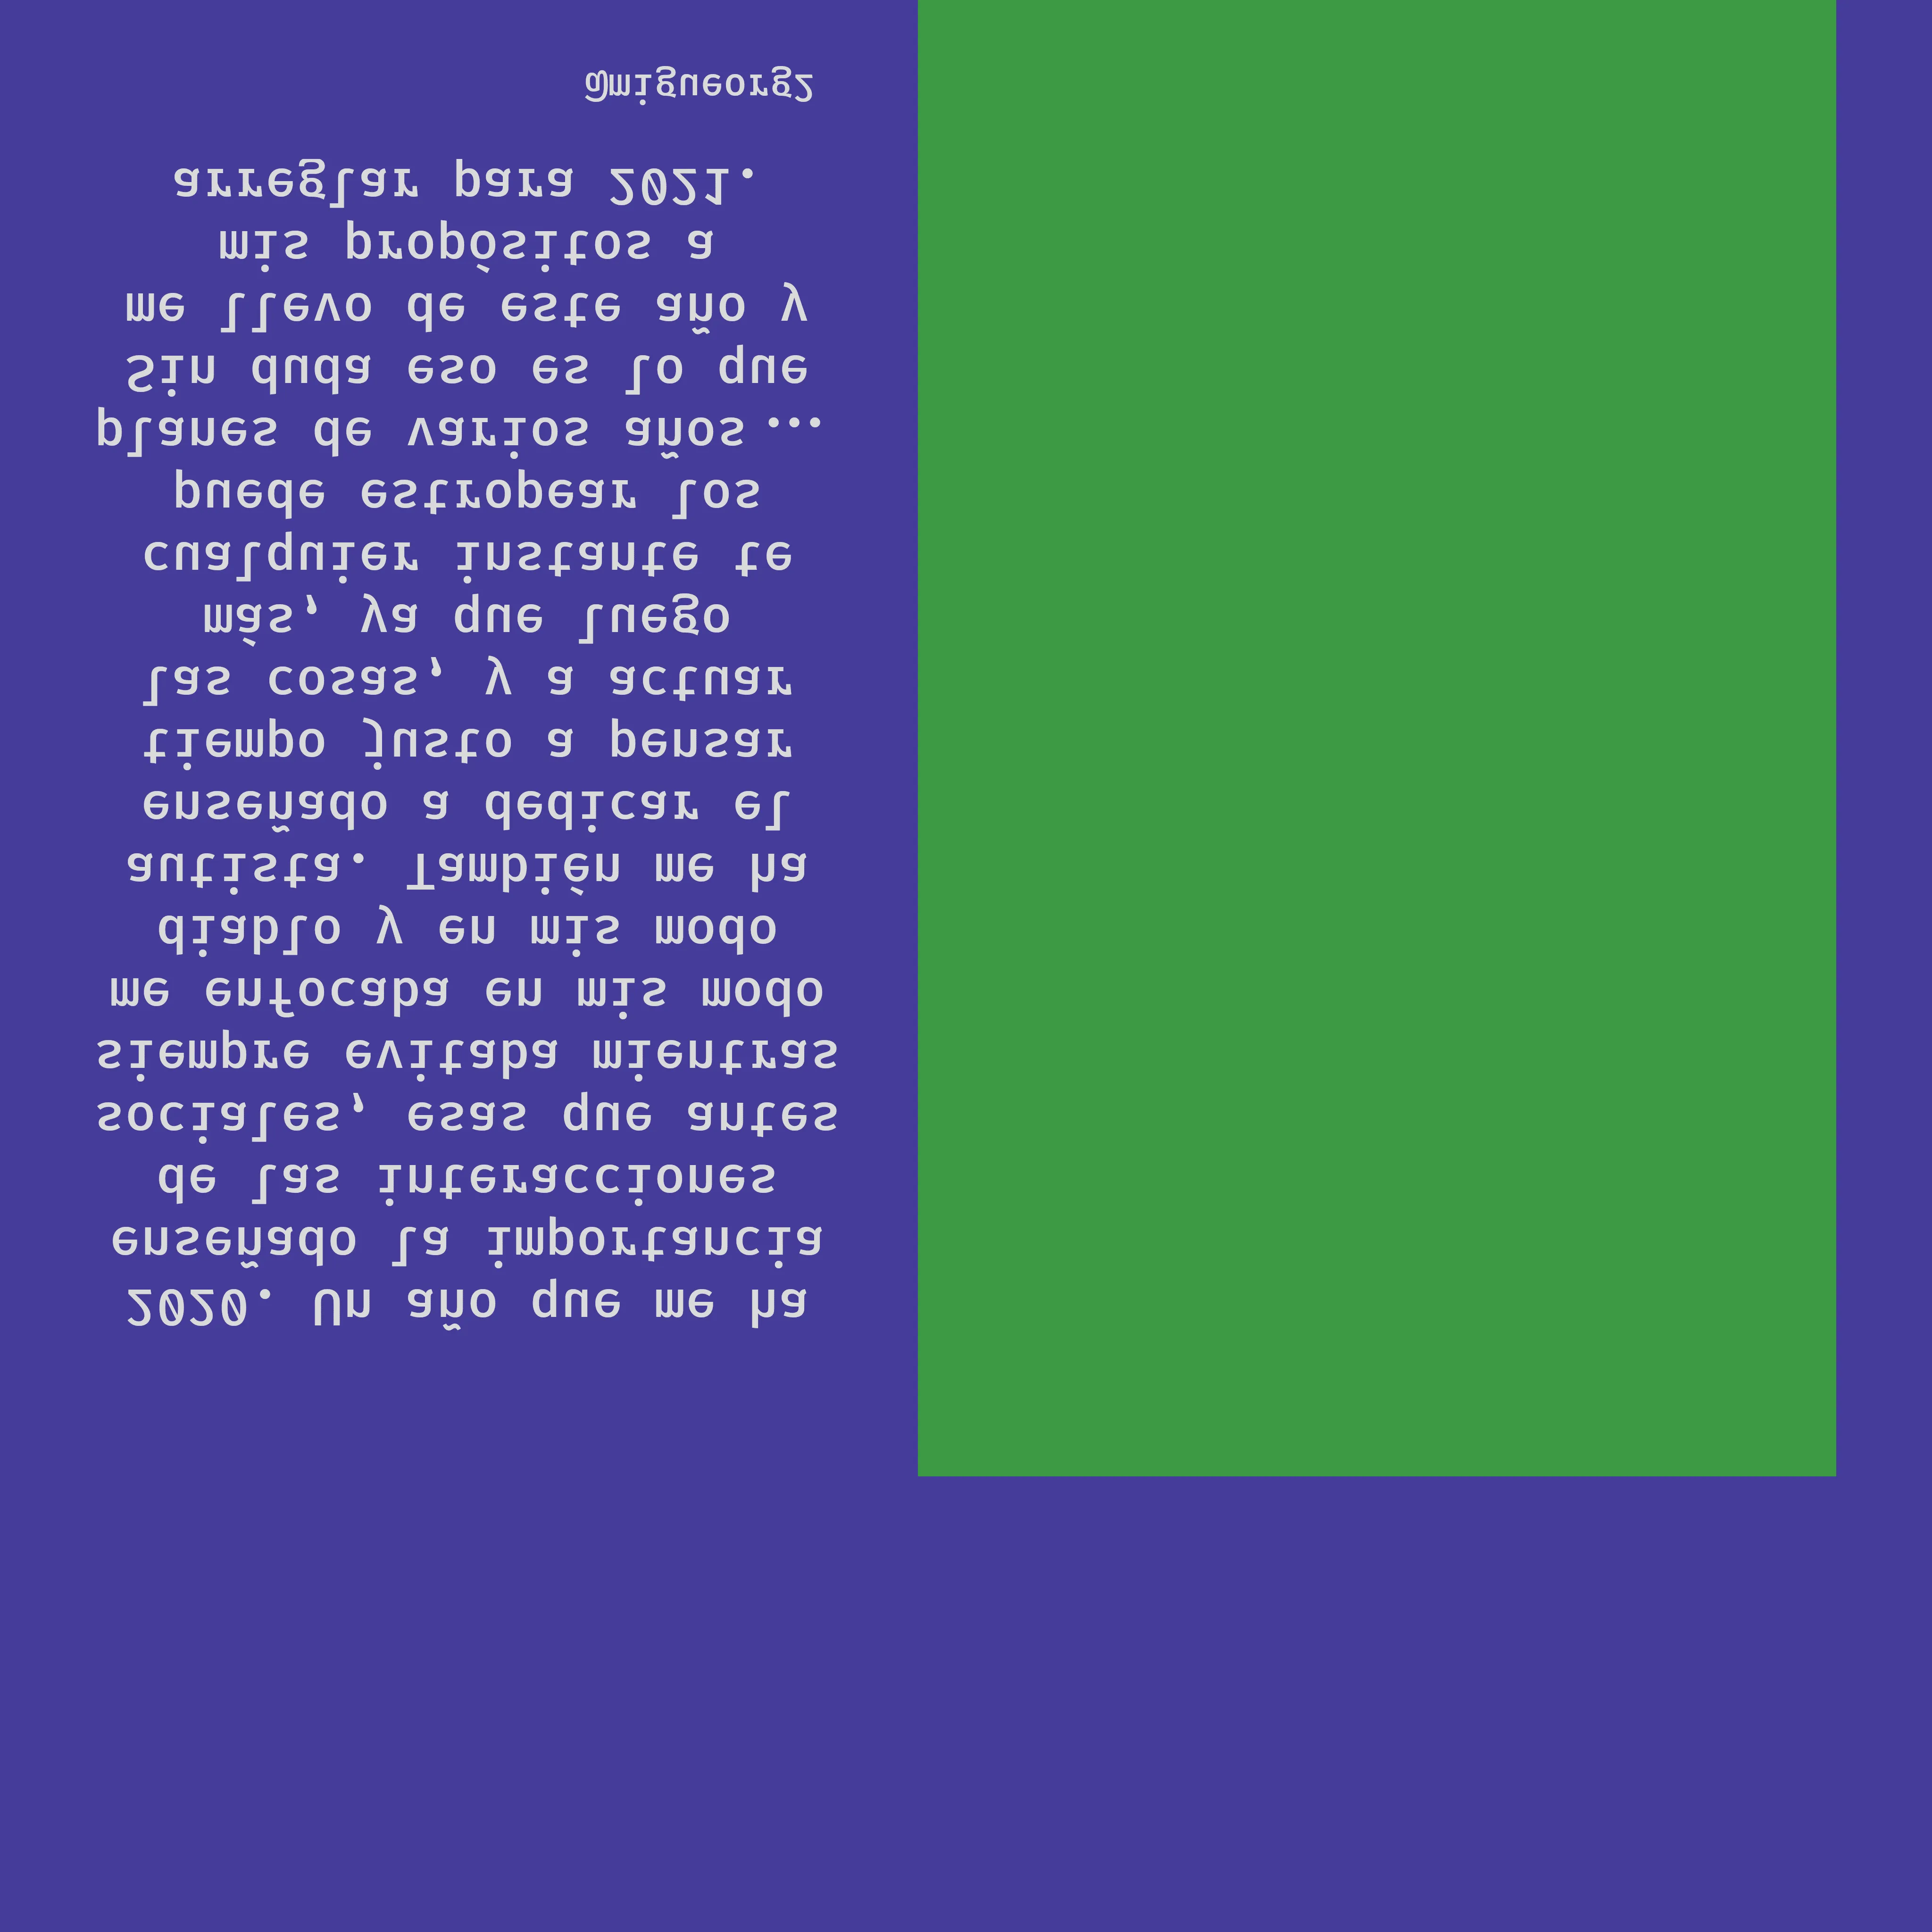 2020. Un año que me ha
enseñado la importancia
de las interacciones
sociales, esas que antes
siempre evitaba mientras
me enfocaba en mis modo
diablo y en mis modo
autista. También me ha
enseñado a dedicar el
tiempo justo a pensar
las cosas, y a actuar
más, ya que luego
cualquier instante te
puede estropear los
planes de varios años...
Sin duda eso es lo que
me llevo de este año y
mis propósitos a
arreglar para 2021.
@migueorg2